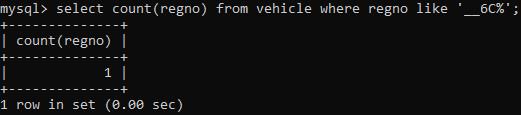 mysql> select count(regno) from vehicle where regno like '__6C%';
+--------------+
| count(regno) |
+--------------+
|            1 |
+--------------+
1 row in set (0.00 sec)